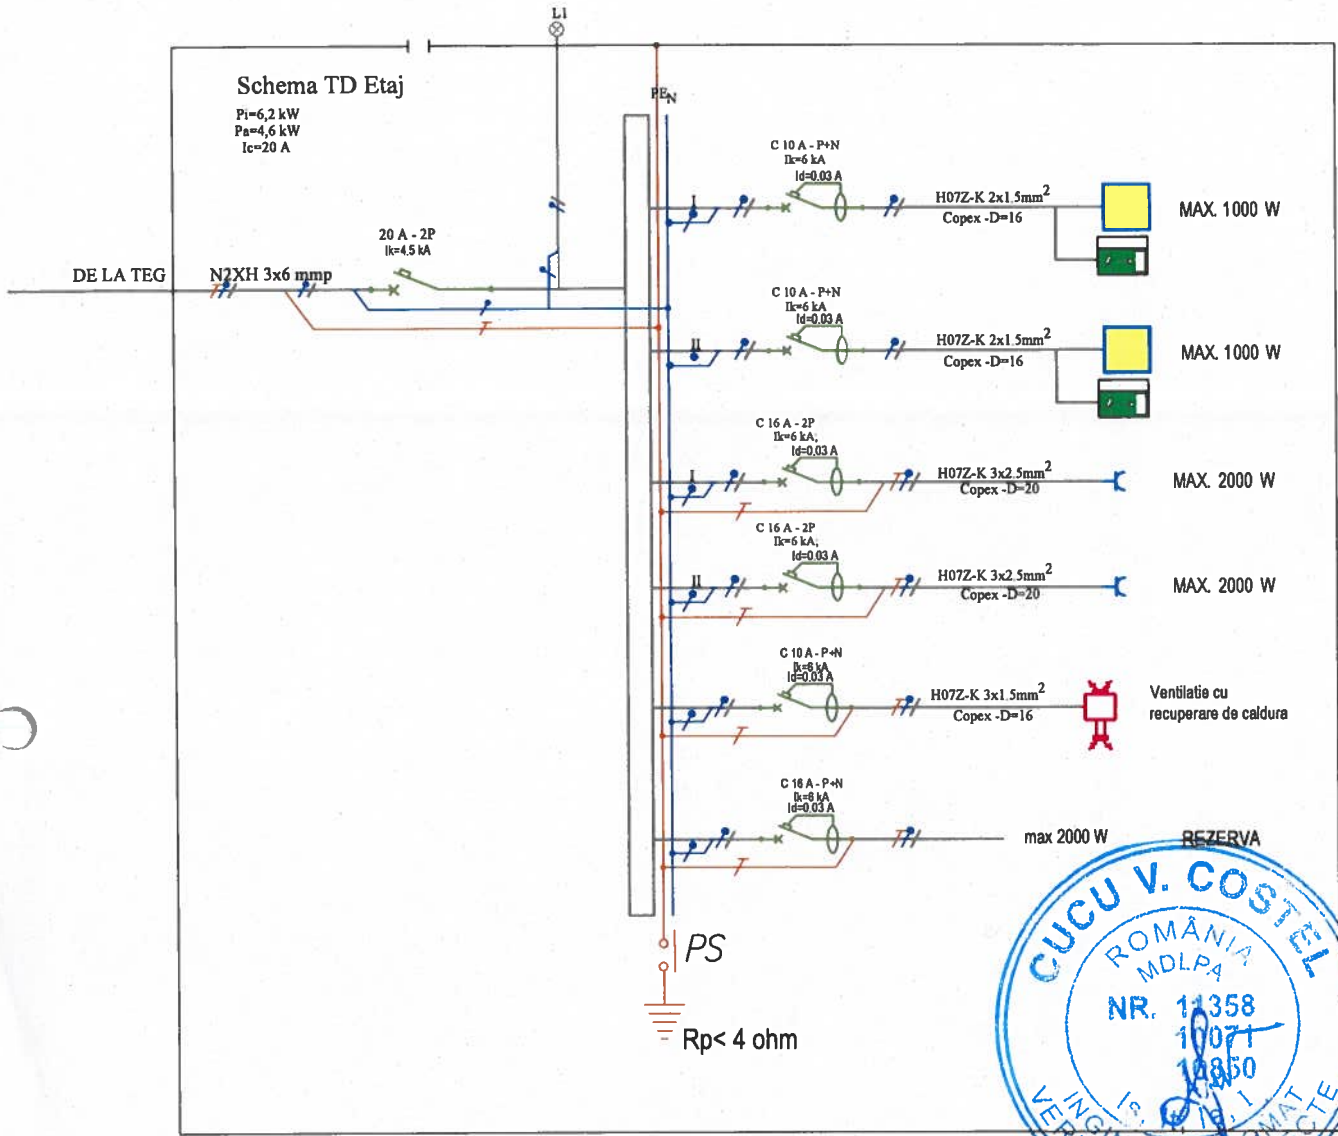 L1
Schema TD Etaj
Pi=6,2 kW
Pa=4,6 kW
Ic=20 A
PE N
DE LA TEG
N2XH 3x6 mmp
20 A - 2P
Ik=4.5 kA
I
C 10 A - P+N
Ik=6 kA
Id=0.03 A
H07Z-K 2x1.5mm2
Copex -D=16
MAX. 1000 W
II
C 10 A - P+N
Ik=6 kA
Id=0.03 A
H07Z-K 2x1.5mm2
Copex -D=16
MAX. 1000 W
I
C 16 A - 2P
Ik=6 kA,
Id=0.03 A
H07Z-K 3x2.5mm2
Copex -D=20
MAX. 2000 W
II
C 16 A - 2P
Ik=6 kA,
Id=0.03 A
H07Z-K 3x2.5mm2
Copex -D=20
MAX. 2000 W
C 10 A - P+N
Ik=6 kA
Id=0.03 A
H07Z-K 3x1.5mm2
Copex -D=16
Ventilatie cu
recuperare de caldura
C 16 A - P+N
Ik=6 kA
Id=0.03 A
max 2000 W
REZERVA
PS
Rp< 4 ohm
CUCU V. COSTEL
ROMÂNIA
MDLPA
NR. 11358
10071
10850